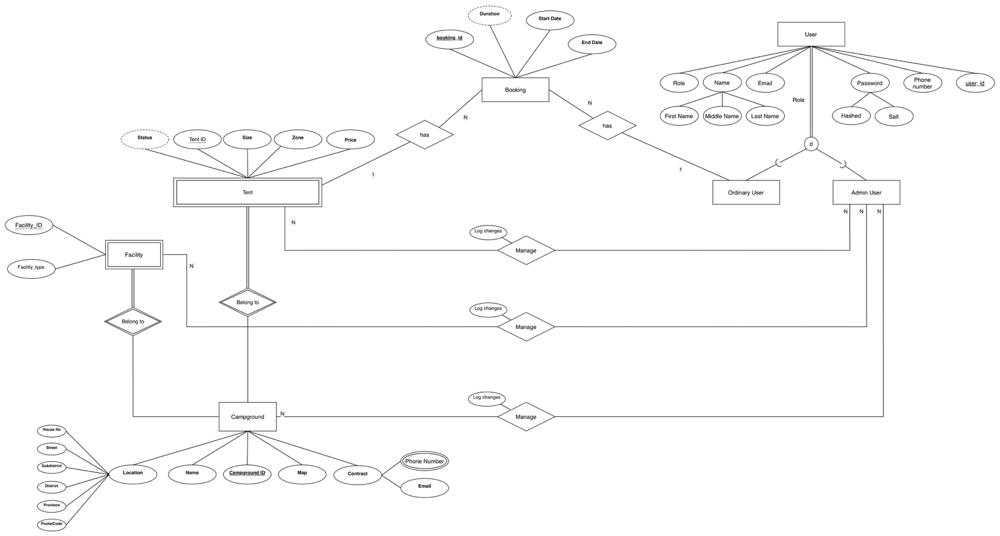 Duration
Start Date
booking_id
End Date
User
Booking
Role
Name
Email
Password
Phone
number
user_id
Role
First Name
Middle Name
Last Name
Hashed
Salt
N
N
has
has
d
Status
Tent ID
Size
Zone
Price
1
1
Tent
Ordinary User
Admin User
N
N
N
N
Facility_ID
Log changes
Manage
Facility
N
Facility_type
Belong to
Log changes
Manage
Belong to
Log changes
Campground
N
Manage
House No
Street
Subdistrict
District
Province
PostalCode
Location
Name
Campground ID
Map
Contract
Phone Number
Email